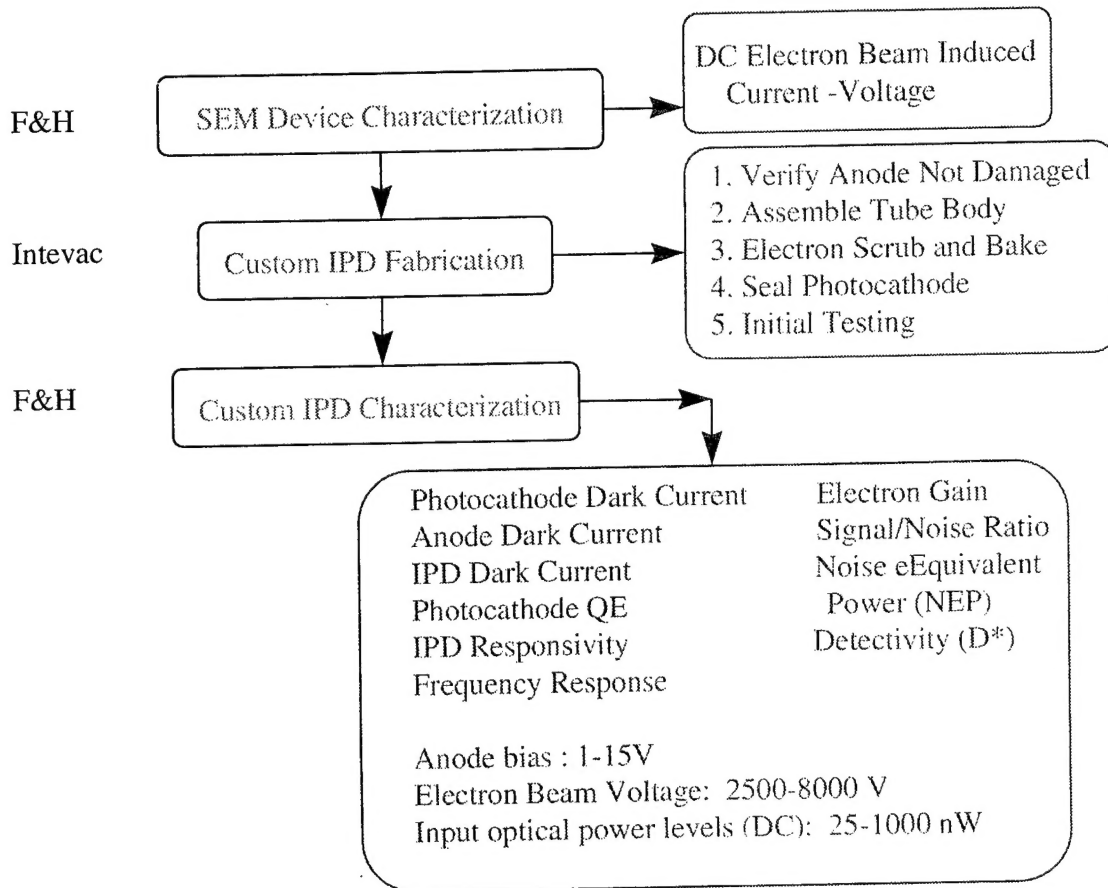 F&H
SEM Device Characterization
DC Electron Beam Induced
Current -Voltage
Intevac
Custom IPD Fabrication
1. Verify Anode Not Damaged
2. Assemble Tube Body
3. Electron Scrub and Bake
4. Seal Photocathode
5. Initial Testing
F&H
Custom IPD Characterization
Photocathode Dark Current
Anode Dark Current
IPD Dark Current
Photocathode QE
IPD Responsivity
Frequency Response
Electron Gain
Signal/Noise Ratio
Noise eEquivalent
Power (NEP)
Detectivity (D*)
Anode bias : 1-15V
Electron Beam Voltage: 2500-8000 V
Input optical power levels (DC): 25-1000 nW